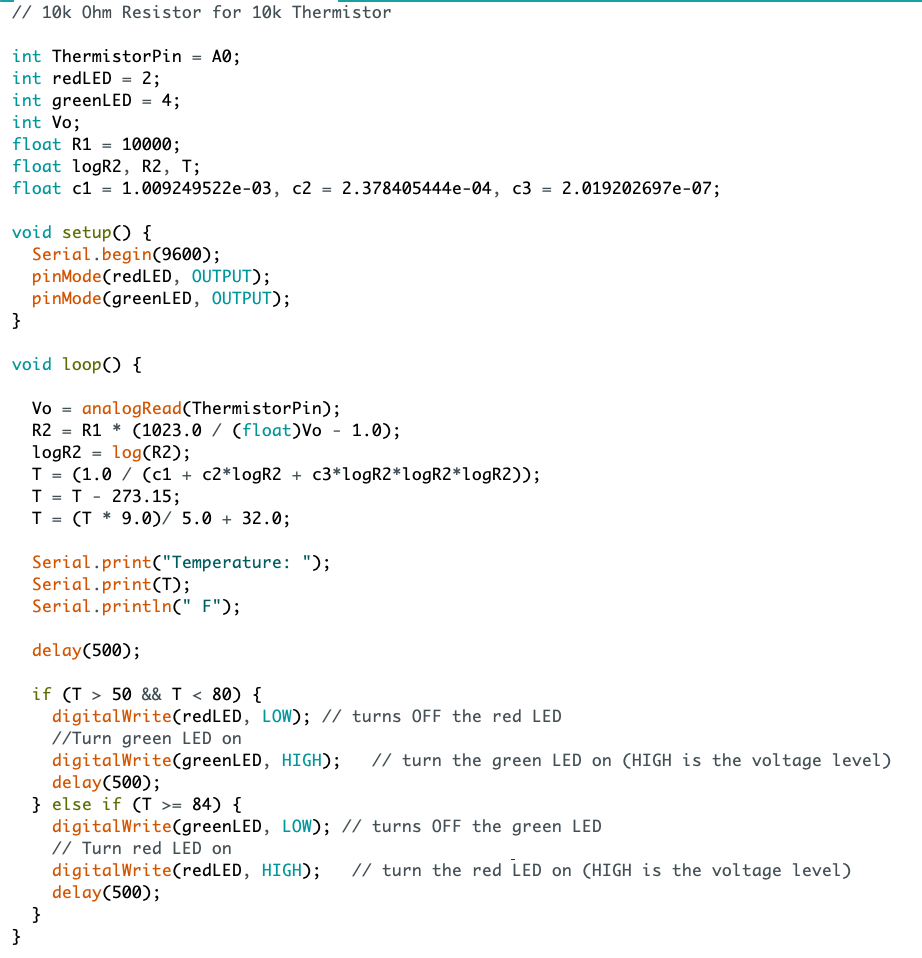 // 10k Ohm Resistor for 10k Thermistor
int ThermistorPin = A0;
int redLED = 2;
int greenLED = 4;
int Vo;
float R1 = 10000;
float logR2, R2, T;
float c1 = 1.009249522e-03, c2 = 2.378405444e-04, c3 = 2.019202697e-07;
void setup() {
  Serial.begin(9600);
  pinMode(redLED, OUTPUT);
  pinMode(greenLED, OUTPUT);
}
void loop() {
  Vo = analogRead(ThermistorPin);
  R2 = R1 * (1023.0 / (float)Vo - 1.0);
  logR2 = log(R2);
  T = (1.0 / (c1 + c2*logR2 + c3*logR2*logR2*logR2));
  T = T - 273.15;
  T = (T * 9.0)/ 5.0 + 32.0;
  Serial.print("Temperature: ");
  Serial.print(T);
  Serial.println(" F");
  delay(500);
  if (T > 50 && T < 80) {
    digitalWrite(redLED, LOW); // turns OFF the red LED
    //Turn green LED on
    digitalWrite(greenLED, HIGH);   // turn the green LED on (HIGH is the voltage level)
    delay(500);
  } else if (T >= 84) {
    digitalWrite(greenLED, LOW); // turns OFF the green LED
    // Turn red LED on
    digitalWrite(redLED, HIGH);   // turn the red LED on (HIGH is the voltage level)
    delay(500);
  }
}